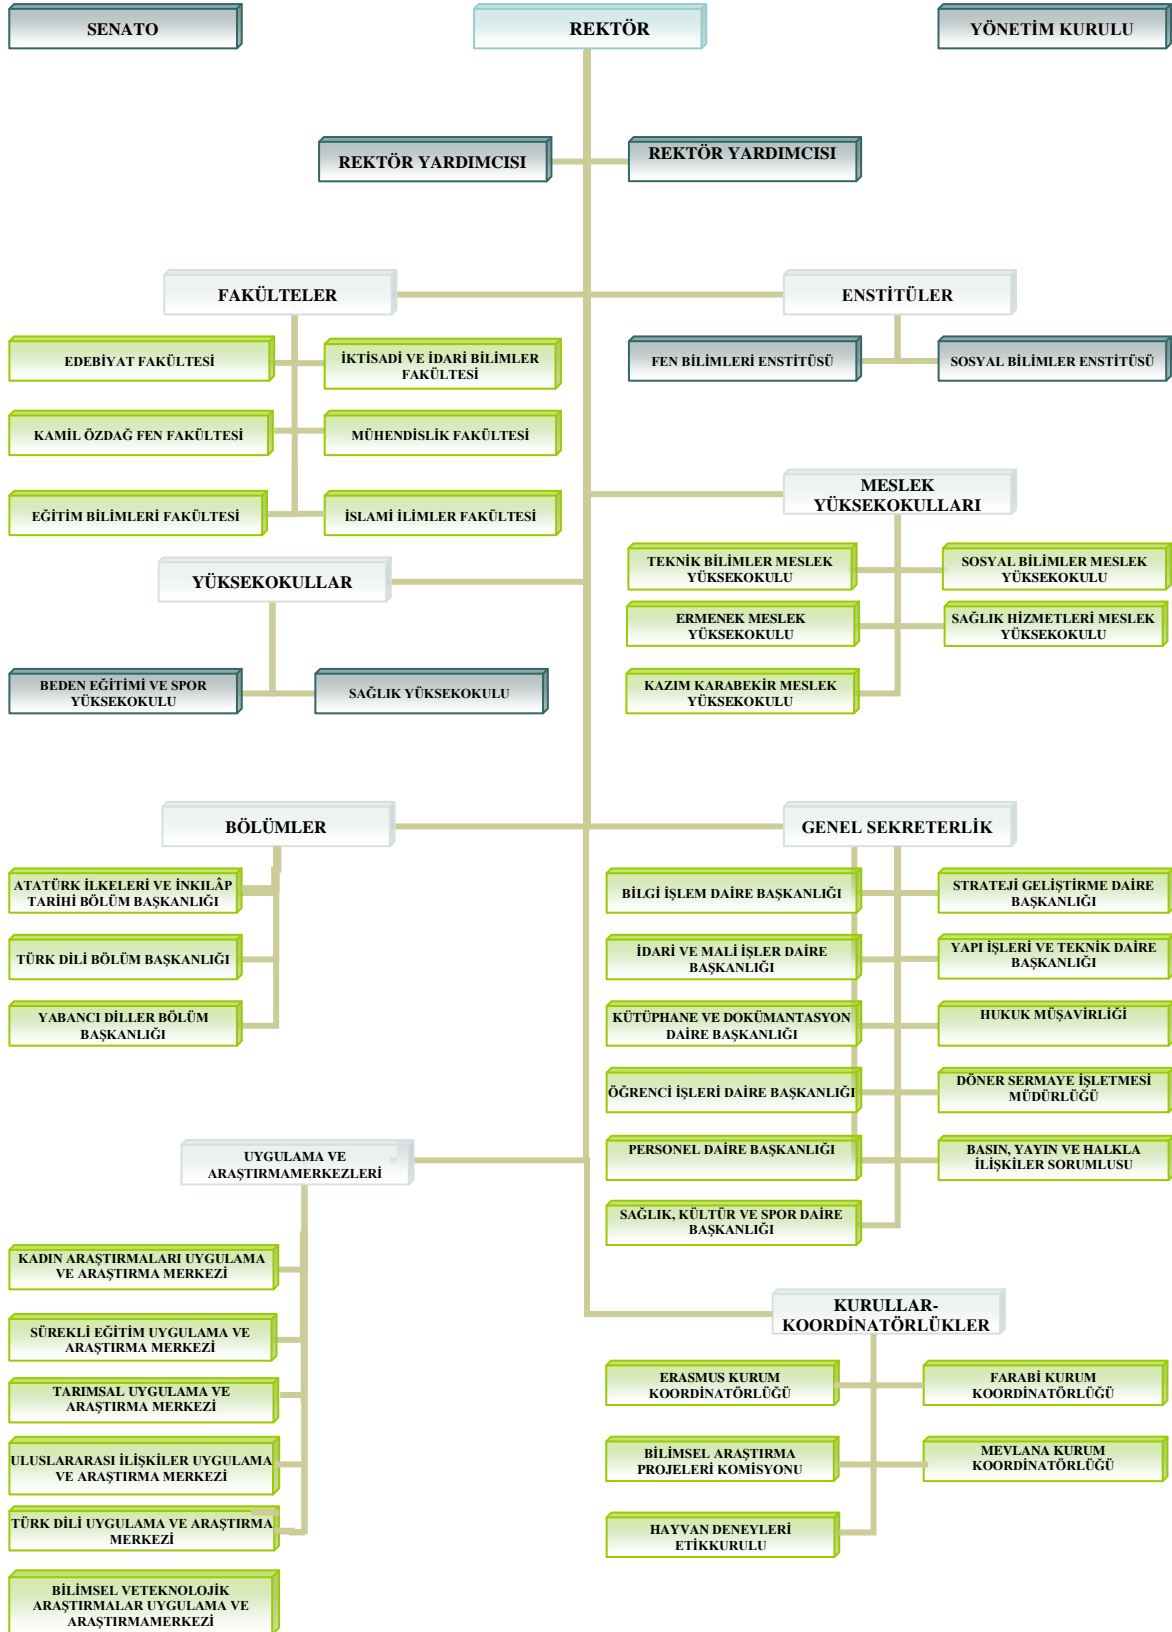 SENATO
REKTÖR
YÖNETİM KURULU
REKTÖR YARDIMCISI
REKTÖR YARDIMCISI
FAKÜLTELER
EDEBİYAT FAKÜLTESİ
İKTİSADİ VE İDARİ BİLİMLER
FAKÜLTESİ
KAMİL ÖZDAĞ FEN FAKÜLTESİ
MÜHENDİSLİK FAKÜLTESİ
EĞİTİM BİLİMLERİ FAKÜLTESİ
İSLAMİ İLİMLER FAKÜLTESİ
ENSTİTÜLER
FEN BİLİMLERİ ENSTİTÜSÜ
SOSYAL BİLİMLER ENSTİTÜSÜ
MESLEK
YÜKSEKOKULLARI
TEKNİK BİLİMLER MESLEK
YÜKSEKOKULU
SOSYAL BİLİMLER MESLEK
YÜKSEKOKULU
ERMENEK MESLEK
YÜKSEKOKULU
SAĞLIK HİZMETLERİ MESLEK
YÜKSEKOKULU
KAZIM KARABEKİR MESLEK
YÜKSEKOKULU
YÜKSEKOKULLAR
BEDEN EĞİTİMİ VE SPOR
YÜKSEKOKULU
SAĞLIK YÜKSEKOKULU
BÖLÜMLER
ATATÜRK İLKELERİ VE İNKILÂP
TARİHİ BÖLÜM BAŞKANLIĞI
TÜRK DİLİ BÖLÜM BAŞKANLIĞI
YABANCI DİLLER BÖLÜM
BAŞKANLIĞI
GENEL SEKRETERLİK
BİLGİ İŞLEM DAİRE BAŞKANLIĞI
STRATEJİ GELİŞTİRME DAİRE
BAŞKANLIĞI
İDARİ VE MALİ İŞLER DAİRE
BAŞKANLIĞI
YAPI İŞLERİ VE TEKNİK DAİRE
BAŞKANLIĞI
KÜTÜPHANE VE DOKÜMANTASYON
DAİRE BAŞKANLIĞI
HUKUK MÜŞAVİRLİĞİ
ÖĞRENCİ İŞLERİ DAİRE BAŞKANLIĞI
DÖNER SERMAYE İŞLETMESİ
MÜDÜRLÜĞÜ
PERSONEL DAİRE BAŞKANLIĞI
BASIN, YAYIN VE HALKLA
İLİŞKİLER SORUMLUSU
SAĞLIK, KÜLTÜR VE SPOR DAİRE
BAŞKANLIĞI
UYGULAMA VE
ARAŞTIRMAMERKEZLERİ
KADIN ARAŞTIRMALARI UYGULAMA
VE ARAŞTIRMA MERKEZİ
SÜREKLİ EĞİTİM UYGULAMA VE
ARAŞTIRMA MERKEZİ
TARIMSAL UYGULAMA VE
ARAŞTIRMA MERKEZİ
ULUSLARARASI İLİŞKİLER UYGULAMA
VE ARAŞTIRMA MERKEZİ
TÜRK DİLİ UYGULAMA VE ARAŞTIRMA
MERKEZİ
BİLİMSEL VETEKNOLOJİK
ARAŞTIRMALAR UYGULAMA VE
ARAŞTIRMAMERKEZİ
KURULLAR-
KOORDİNATÖRLÜKLER
ERASMUS KURUM
KOORDİNATÖRLÜĞÜ
FARABİ KURUM
KOORDİNATÖRLÜĞÜ
BİLİMSEL ARAŞTIRMA
PROJELERİ KOMİSYONU
MEVLANA KURUM
KOORDİNATÖRLÜĞÜ
HAYVAN DENEYLERİ
ETİKKURULU